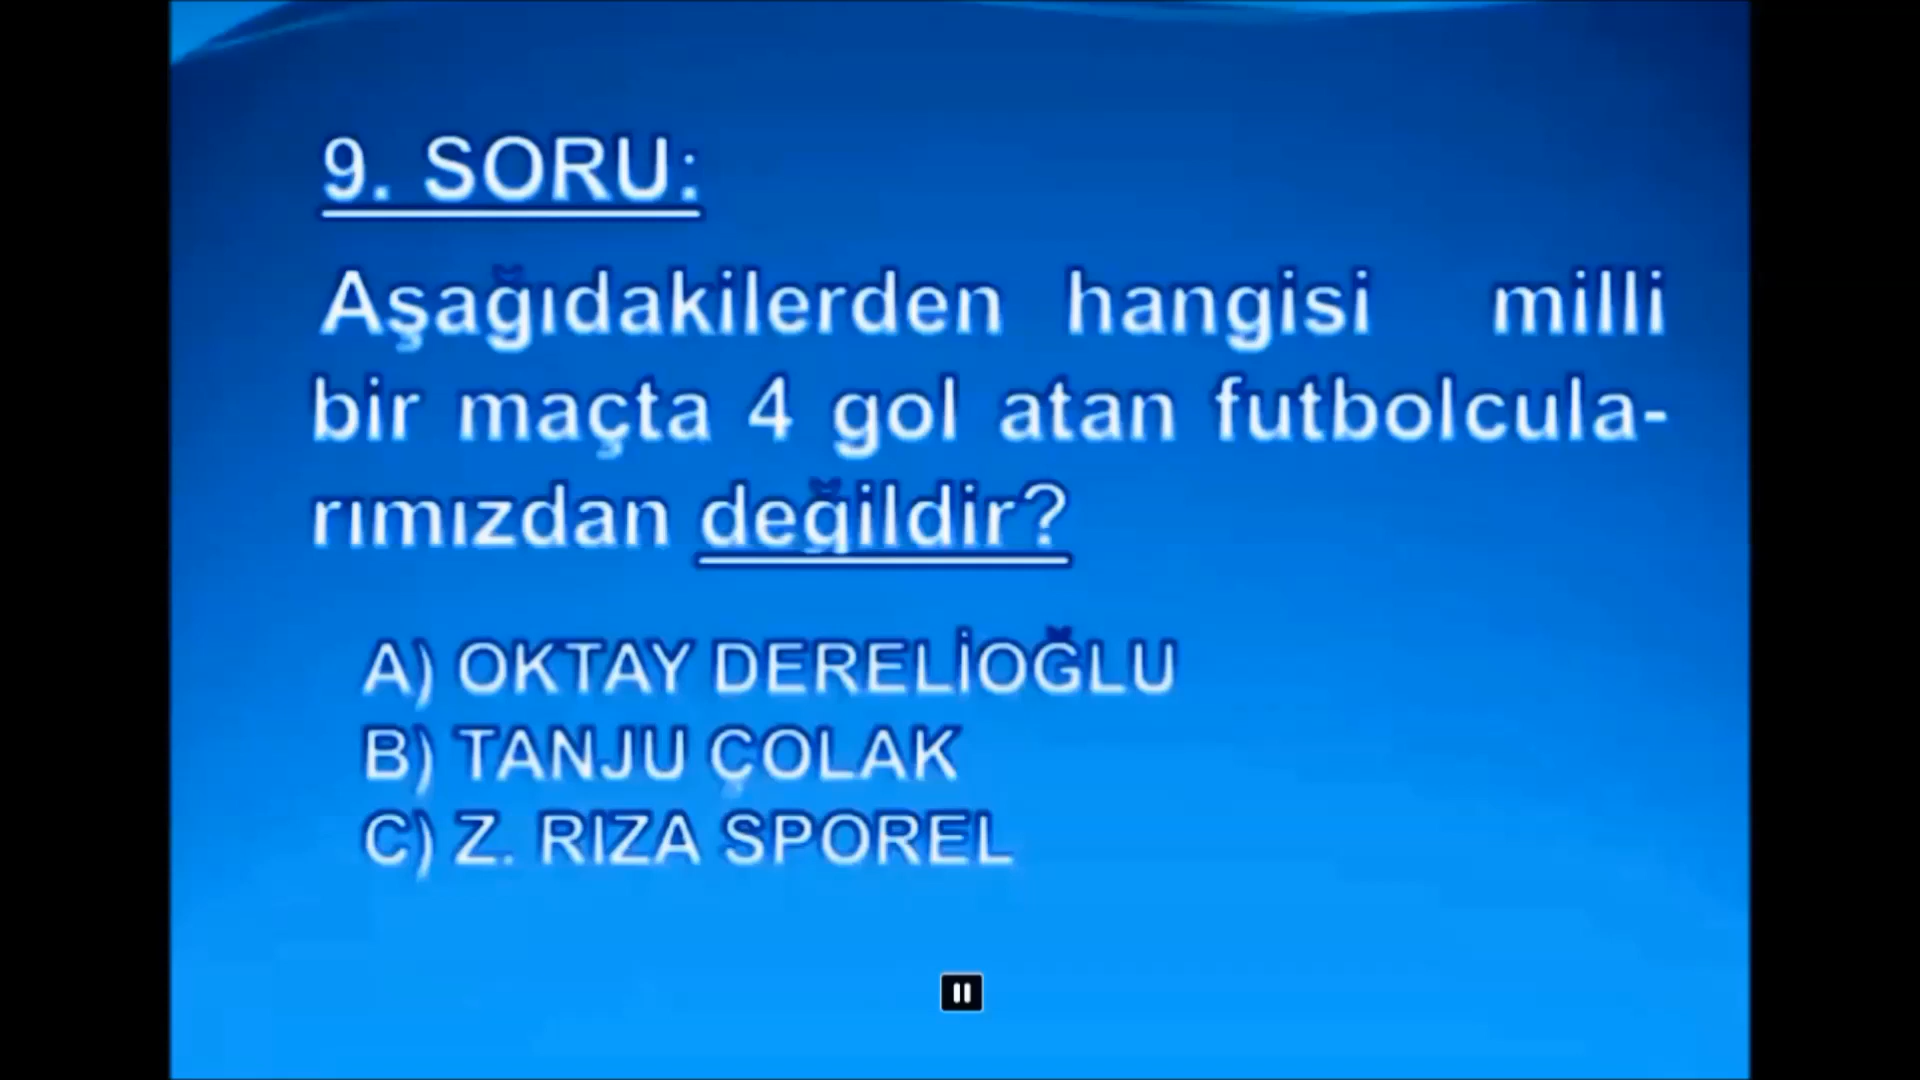 9. SORU:
Aşağıdakilerden hangisi milli
bir maçta 4 gol atan futbolcula-
rımızdan değildir?
A) OKTAY DERELİOĞLU
B) TANJU ÇOLAK
C) Z. RIZA SPOREL